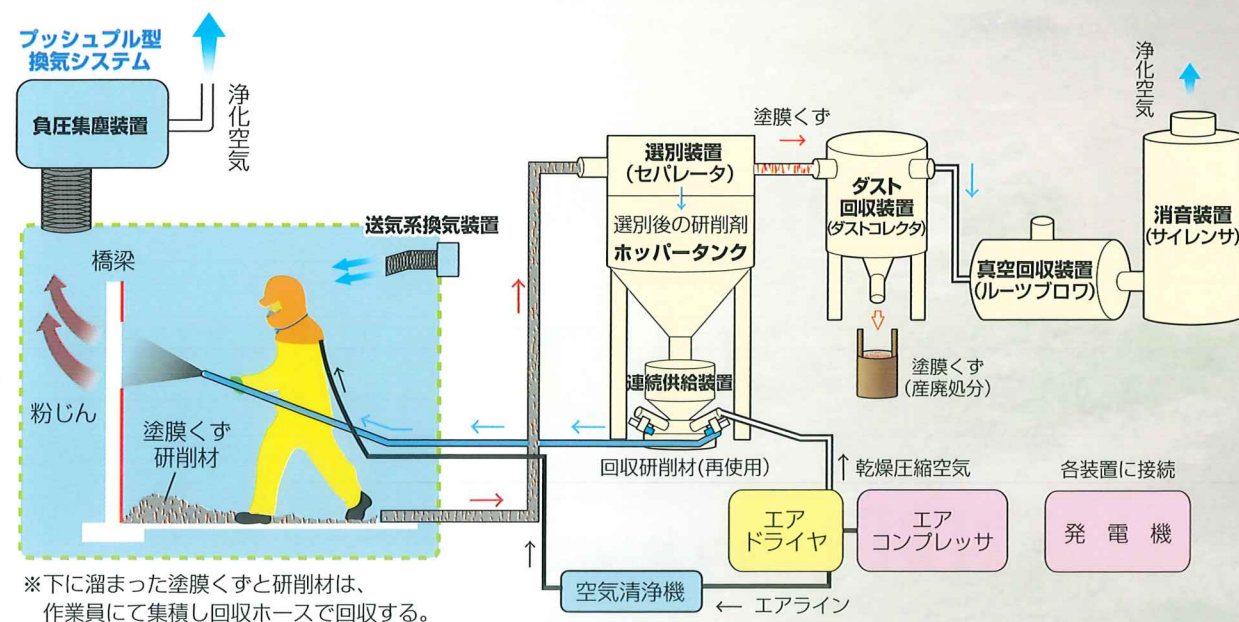 プッシュプル型
換気システム
負圧集塵装置
浄化空気
送気系換気装置
橋梁
粉じん
塗膜くず
研削材
選別装置
(セパレータ)
選別後の研削剤
ホッパータンク
連続供給装置
回収研削材(再使用)
塗膜くず
ダスト
回収装置
(ダストコレクタ)
塗膜くず
(産廃処分)
真空回収装置
(ルーツブロワ)
浄化空気
消音装置
(サイレンサ)
乾燥圧縮空気
エア
ドライヤ
エア
コンプレッサ
各装置に接続
発電機
空気清浄機
エアライン
※下に溜まった塗膜くずと研削材は、
作業員にて集積し回収ホースで回収する。